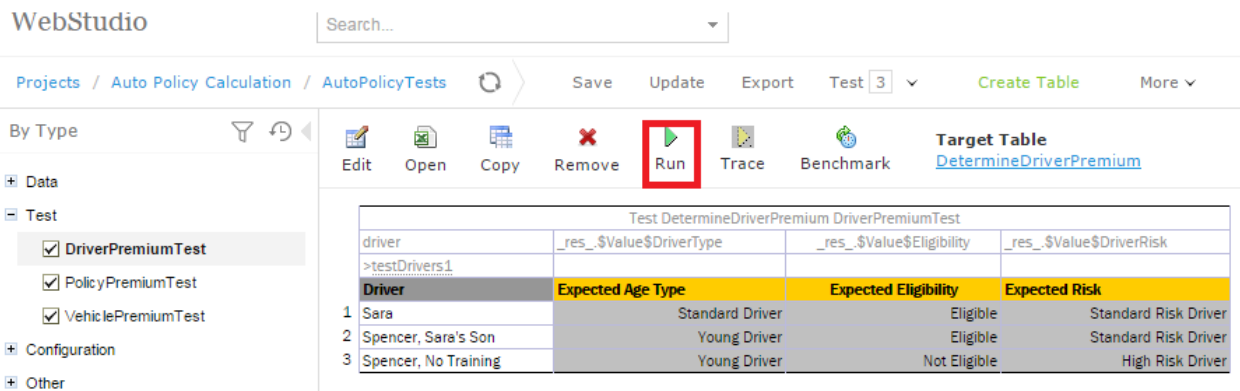 WebStudio
Search...
Projects / Auto Policy Calculation / AutoPolicyTests
Save Update Export Test 3 Create Table More
By Type
Edit Open Copy Remove Run Trace Benchmark
Target Table
DetermineDriverPremium
Data
Test
DriverPremiumTest
PolicyPremiumTest
VehiclePremiumTest
Configuration
Other
Test DetermineDriverPremium DriverPremiumTest
driver _res_.$Value$DriverType _res_.$Value$Eligibility _res_.$Value$DriverRisk
>testDrivers1
Driver Expected Age Type Expected Eligibility Expected Risk
1 Sara Standard Driver Eligible Standard Risk Driver
2 Spencer, Sara's Son Young Driver Eligible Standard Risk Driver
3 Spencer, No Training Young Driver Not Eligible High Risk Driver